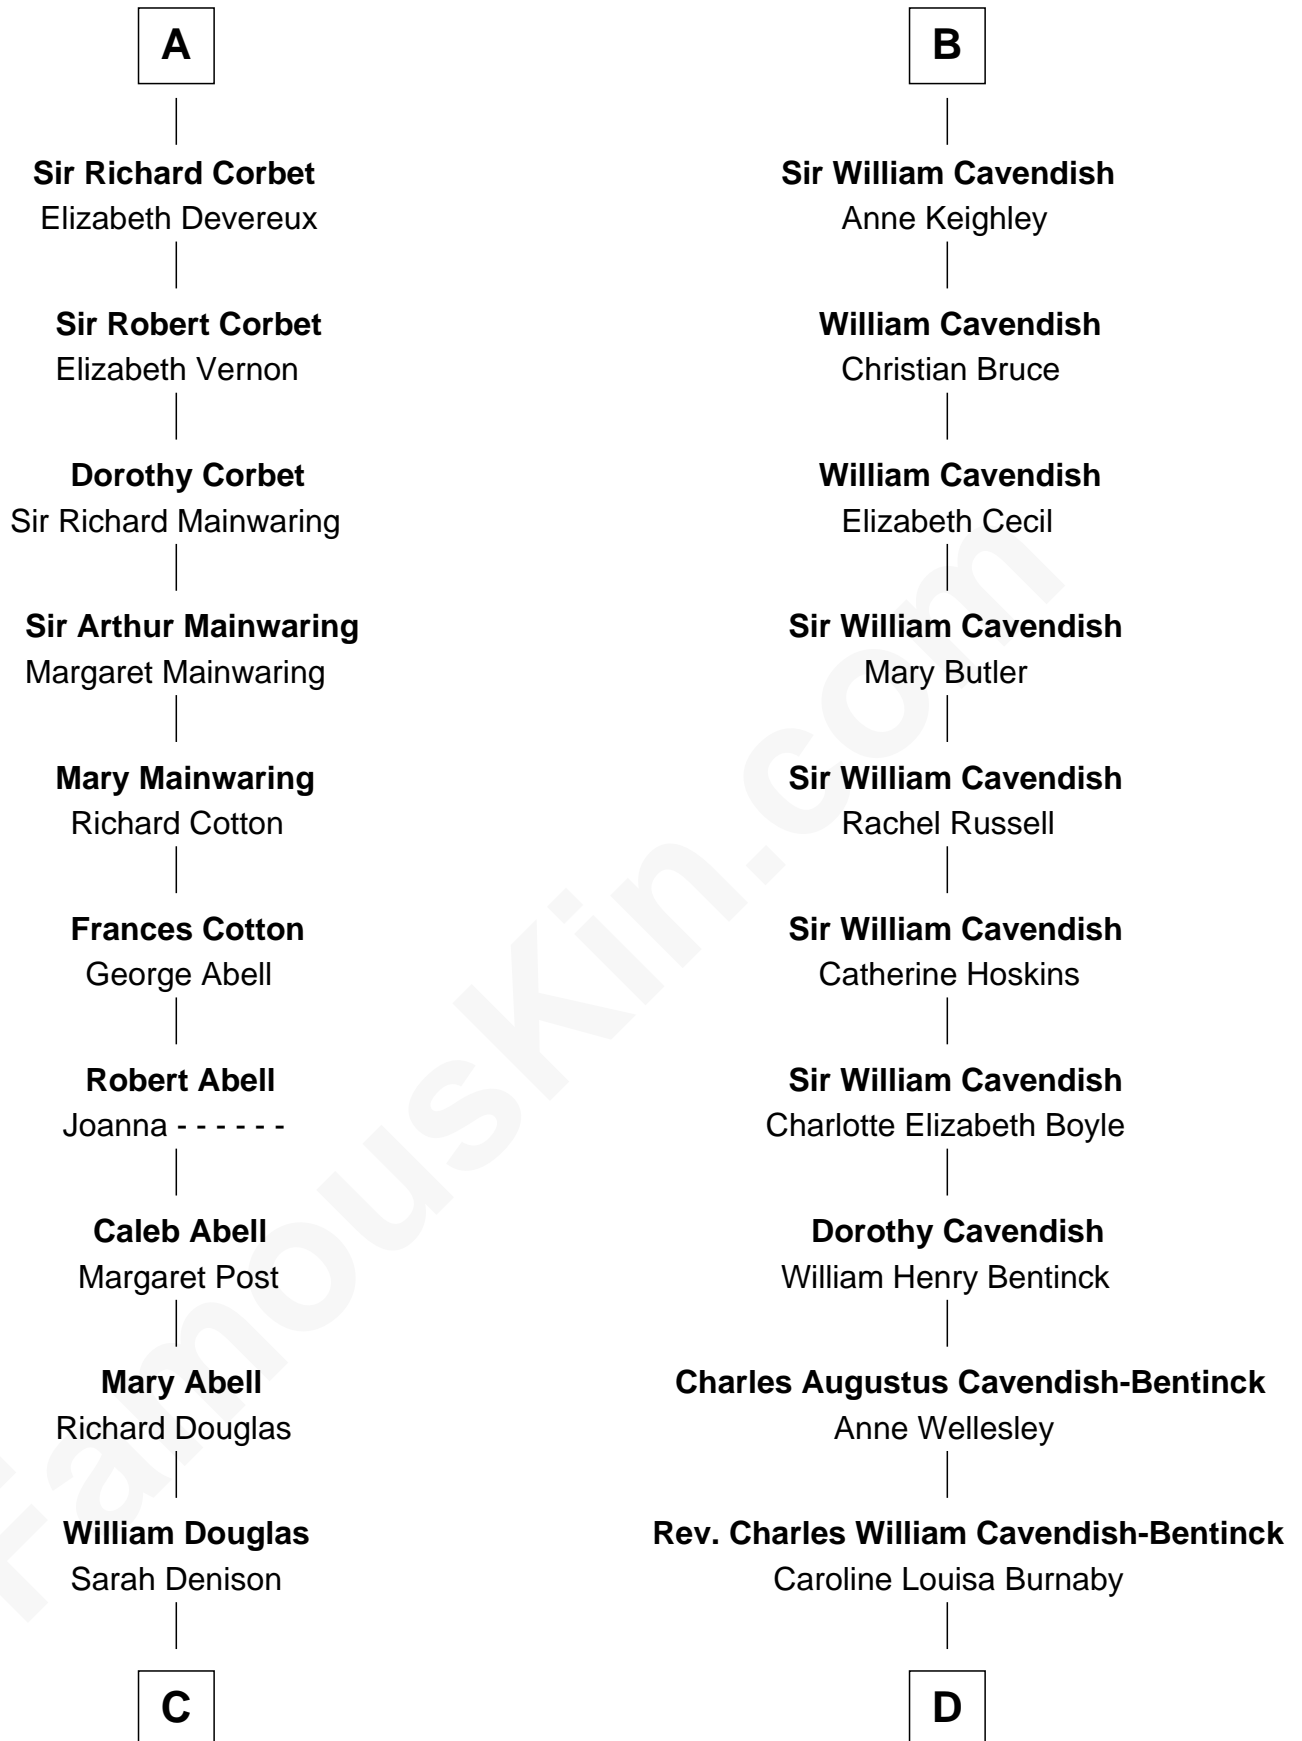 A
Sir Richard Corbet
Elizabeth Devereux
Sir Robert Corbet
Elizabeth Vernon
Dorothy Corbet
Sir Richard Mainwaring
Sir Arthur Mainwaring
Margaret Mainwaring
Mary Mainwaring
Richard Cotton
Frances Cotton
George Abell
Robert Abell
Joanna - - - - - -
Caleb Abell
Margaret Post
Mary Abell
Richard Douglas
William Douglas
Sarah Denison
C
B
Sir William Cavendish
Anne Keighley
William Cavendish
Christian Bruce
William Cavendish
Elizabeth Cecil
Sir William Cavendish
Mary Butler
Sir William Cavendish
Rachel Russell
Sir William Cavendish
Catherine Hoskins
Sir William Cavendish
Charlotte Elizabeth Boyle
Dorothy Cavendish
William Henry Bentinck
Charles Augustus Cavendish-Bentinck
Anne Wellesley
Rev. Charles William Cavendish-Bentinck
Caroline Louisa Burnaby
D
FamousKin.com